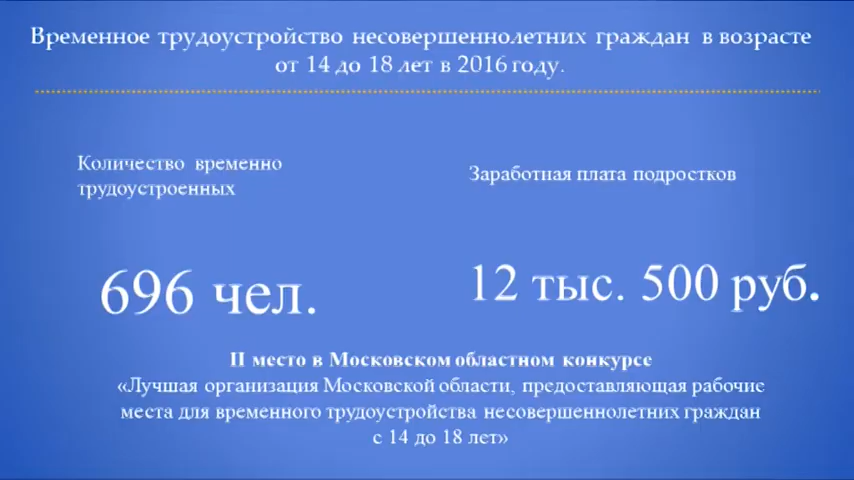 Временное трудоустройство несовершеннолетних граждан в возрасте
от 14 до 18 лет в 2016 году.
Количество временно
трудоустроенных
696 чел.
Заработная плата подростков
12 тыс. 500 руб.
II место в Московском областном конкурсе
«Лучшая организация Московской области, предоставляющая рабочие
места для временного трудоустройства несовершеннолетних граждан
с 14 до 18 лет»